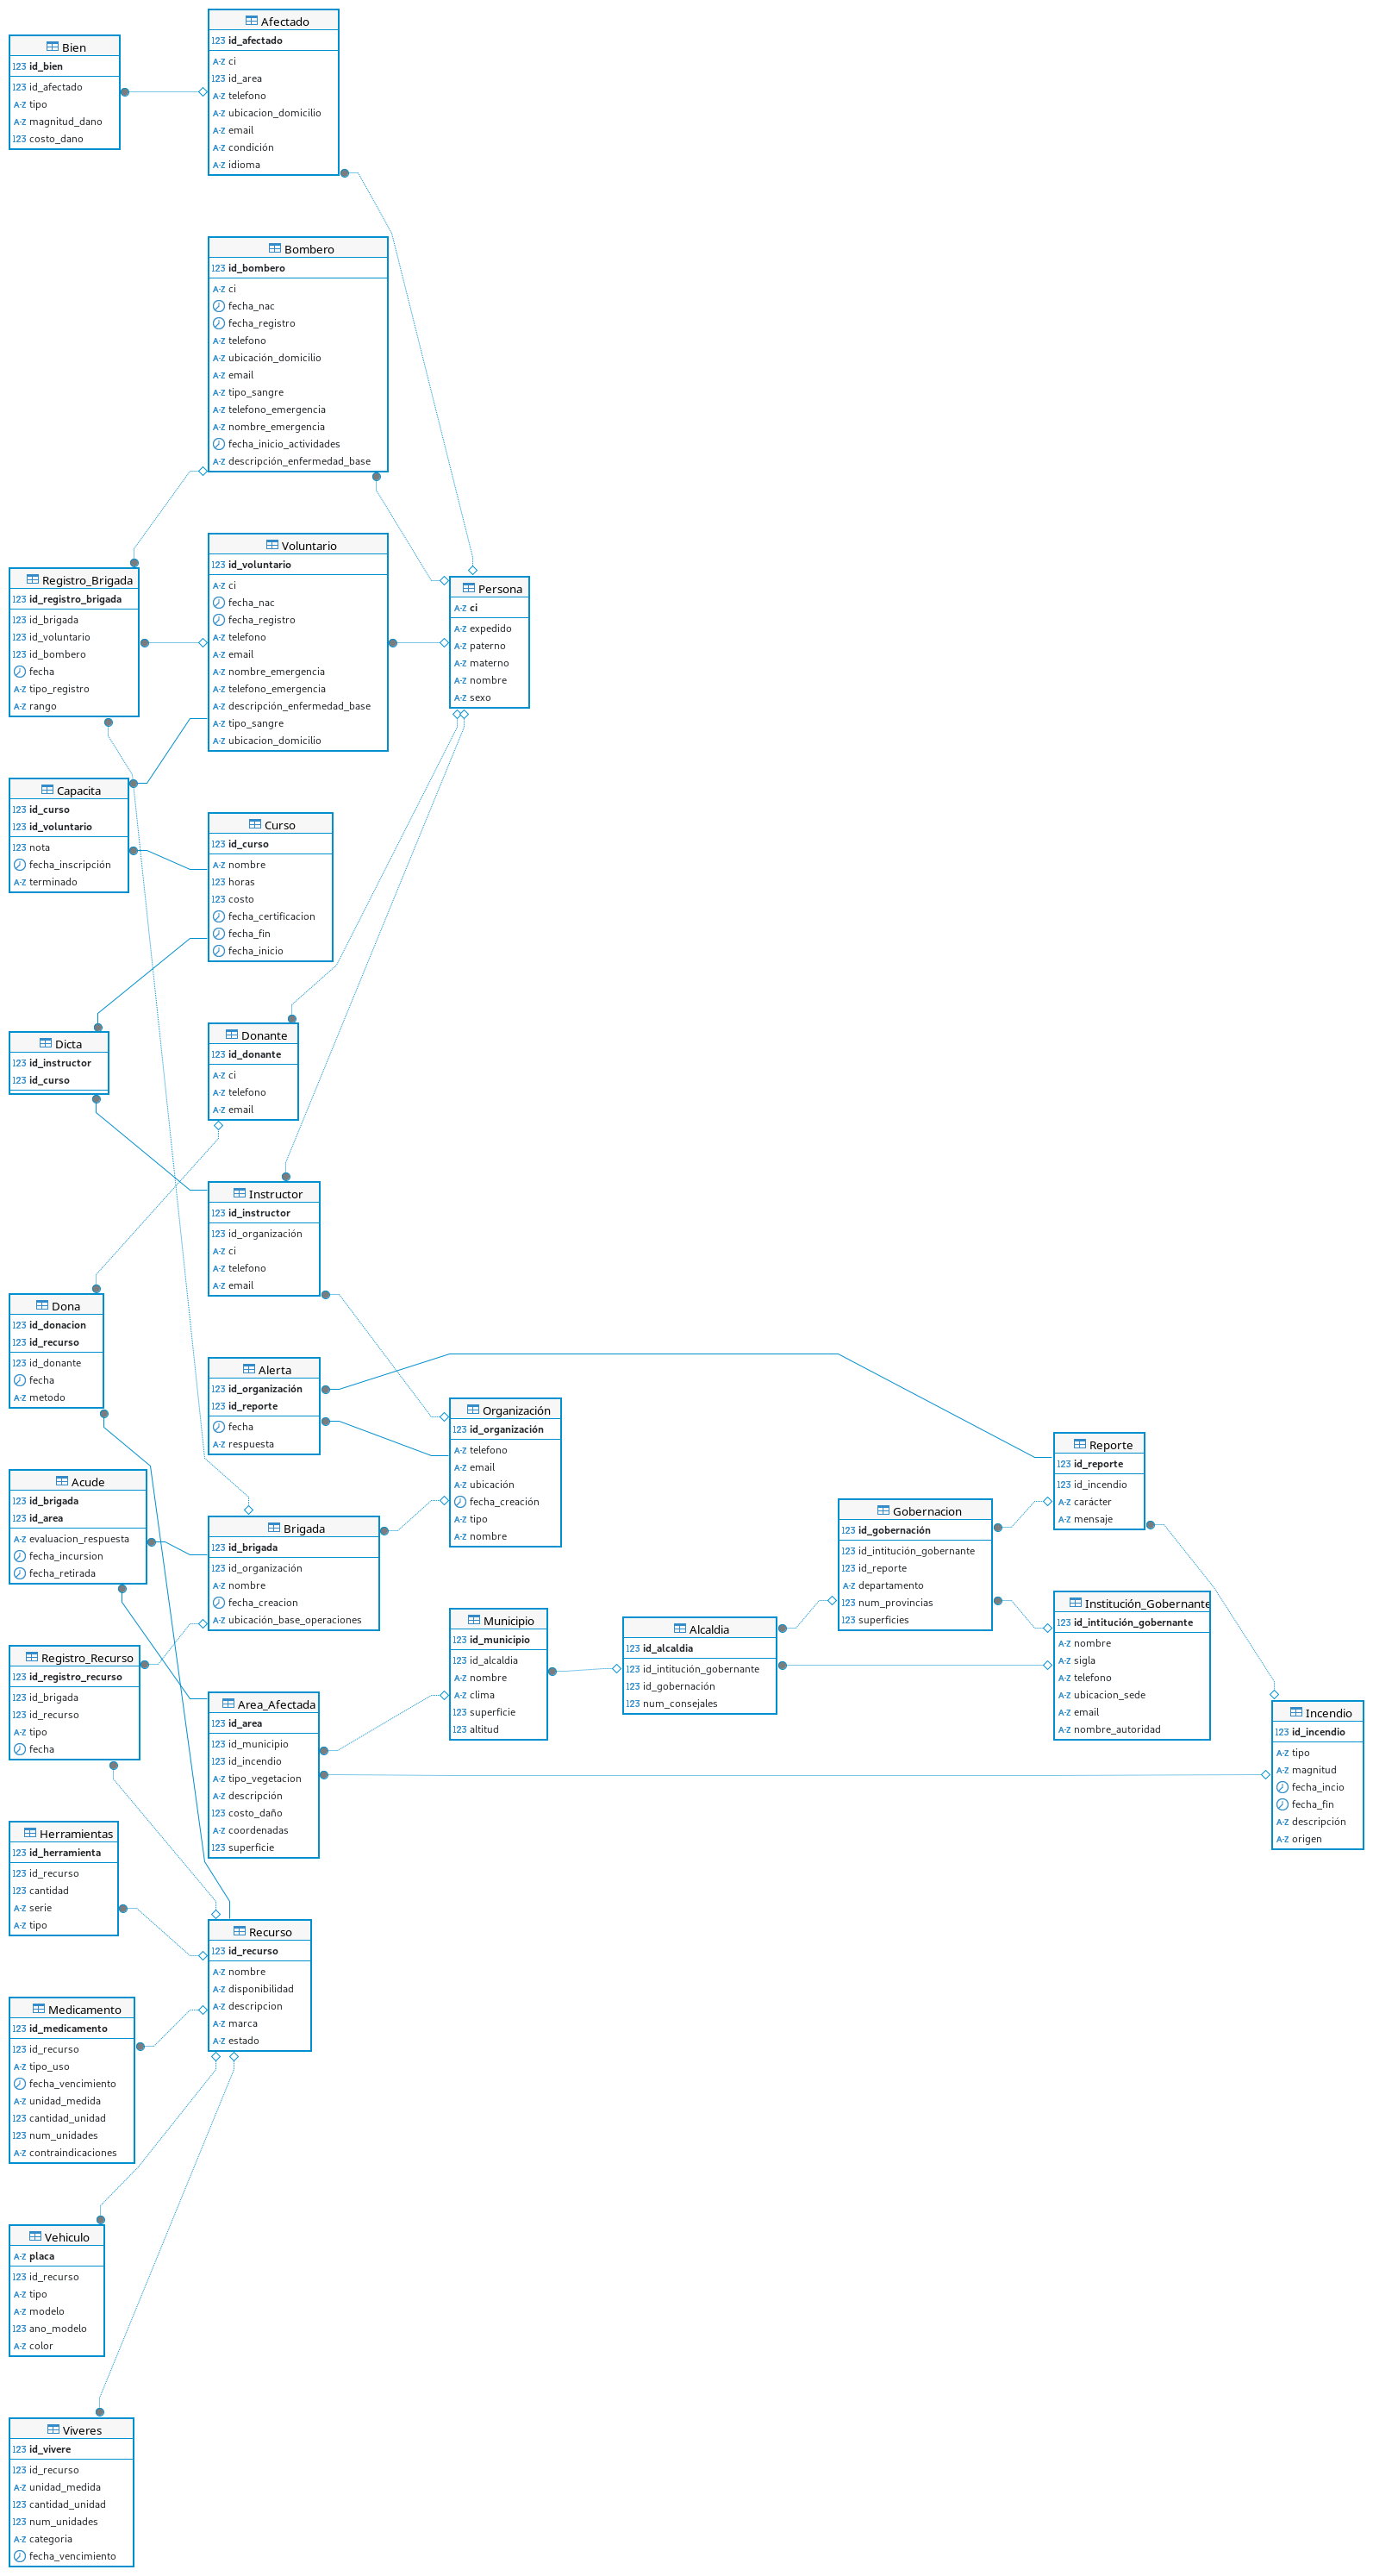 Afectado
123 id_afectado
A-Z ci
123 id_area
A-Z telefono
A-Z ubicacion_domicilio
A-Z email
A-Z condición
A-Z idioma
Bien
123 id_bien
123 id_afectado
A-Z tipo
A-Z magnitud_dano
123 costo_dano
Bombero
123 id_bombero
A-Z ci
fecha_nac
fecha_registro
A-Z telefono
A-Z ubicación_domicilio
A-Z email
A-Z tipo_sangre
A-Z telefono_emergencia
A-Z nombre_emergencia
fecha_inicio_actividades
A-Z descripción_enfermedad_base
Voluntario
123 id_voluntario
A-Z ci
fecha_nac
fecha_registro
A-Z telefono
A-Z email
A-Z nombre_emergencia
A-Z telefono_emergencia
A-Z descripción_enfermedad_base
A-Z tipo_sangre
A-Z ubicacion_domicilio
Registro_Brigada
123 id_registro_brigada
123 id_brigada
123 id_voluntario
123 id_bombero
fecha
A-Z tipo_registro
A-Z rango
Persona
A-Z ci
A-Z expedido
A-Z paterno
A-Z materno
A-Z nombre
A-Z sexo
Capacita
123 id_curso
123 id_voluntario
123 nota
fecha_inscripción
A-Z terminado
Curso
123 id_curso
A-Z nombre
123 horas
123 costo
fecha_certificacion
fecha_fin
fecha_inicio
Dicta
123 id_instructor
123 id_curso
Donante
123 id_donante
A-Z ci
A-Z telefono
A-Z email
Instructor
123 id_instructor
123 id_organización
A-Z ci
A-Z telefono
A-Z email
Dona
123 id_donacion
123 id_recurso
123 id_donante
fecha
A-Z metodo
Alerta
123 id_organización
123 id_reporte
fecha
A-Z respuesta
Organización
123 id_organización
A-Z telefono
A-Z email
A-Z ubicación
fecha_creación
A-Z tipo
A-Z nombre
Reporte
123 id_reporte
123 id_incendio
A-Z carácter
A-Z mensaje
Acude
123 id_brigada
123 id_area
A-Z evaluacion_respuesta
fecha_incursion
fecha_retirada
Brigada
123 id_brigada
123 id_organización
A-Z nombre
fecha_creacion
A-Z ubicación_base_operaciones
Gobernacion
123 id_gobernación
123 id_intitución_gobernante
123 id_reporte
A-Z departamento
123 num_provincias
123 superficies
Institución_Gobernante
123 id_intitución_gobernante
A-Z nombre
A-Z sigla
A-Z telefono
A-Z ubicacion_sede
A-Z email
A-Z nombre_autoridad
Municipio
123 id_municipio
123 id_alcaldia
A-Z nombre
A-Z clima
123 superficie
123 altitud
Alcaldia
123 id_alcaldia
123 id_intitución_gobernante
123 id_gobernación
123 num_consejales
Registro_Recurso
123 id_registro_recurso
123 id_brigada
123 id_recurso
A-Z tipo
fecha
Area_Afectada
123 id_area
123 id_municipio
123 id_incendio
A-Z tipo_vegetacion
A-Z descripción
123 costo_daño
A-Z coordenadas
123 superficie
Incendio
123 id_incendio
A-Z tipo
A-Z magnitud
fecha_incio
fecha_fin
A-Z descripción
A-Z origen
Herramientas
123 id_herramienta
123 id_recurso
123 cantidad
A-Z serie
A-Z tipo
Recurso
123 id_recurso
A-Z nombre
A-Z disponibilidad
A-Z descripcion
A-Z marca
A-Z estado
Medicamento
123 id_medicamento
123 id_recurso
A-Z tipo_uso
fecha_vencimiento
A-Z unidad_medida
123 cantidad_unidad
123 num_unidades
A-Z contraindicaciones
Vehiculo
A-Z placa
123 id_recurso
A-Z tipo
A-Z modelo
123 ano_modelo
A-Z color
Viveres
123 id_vivere
123 id_recurso
A-Z unidad_medida
123 cantidad_unidad
123 num_unidades
A-Z categoria
fecha_vencimiento